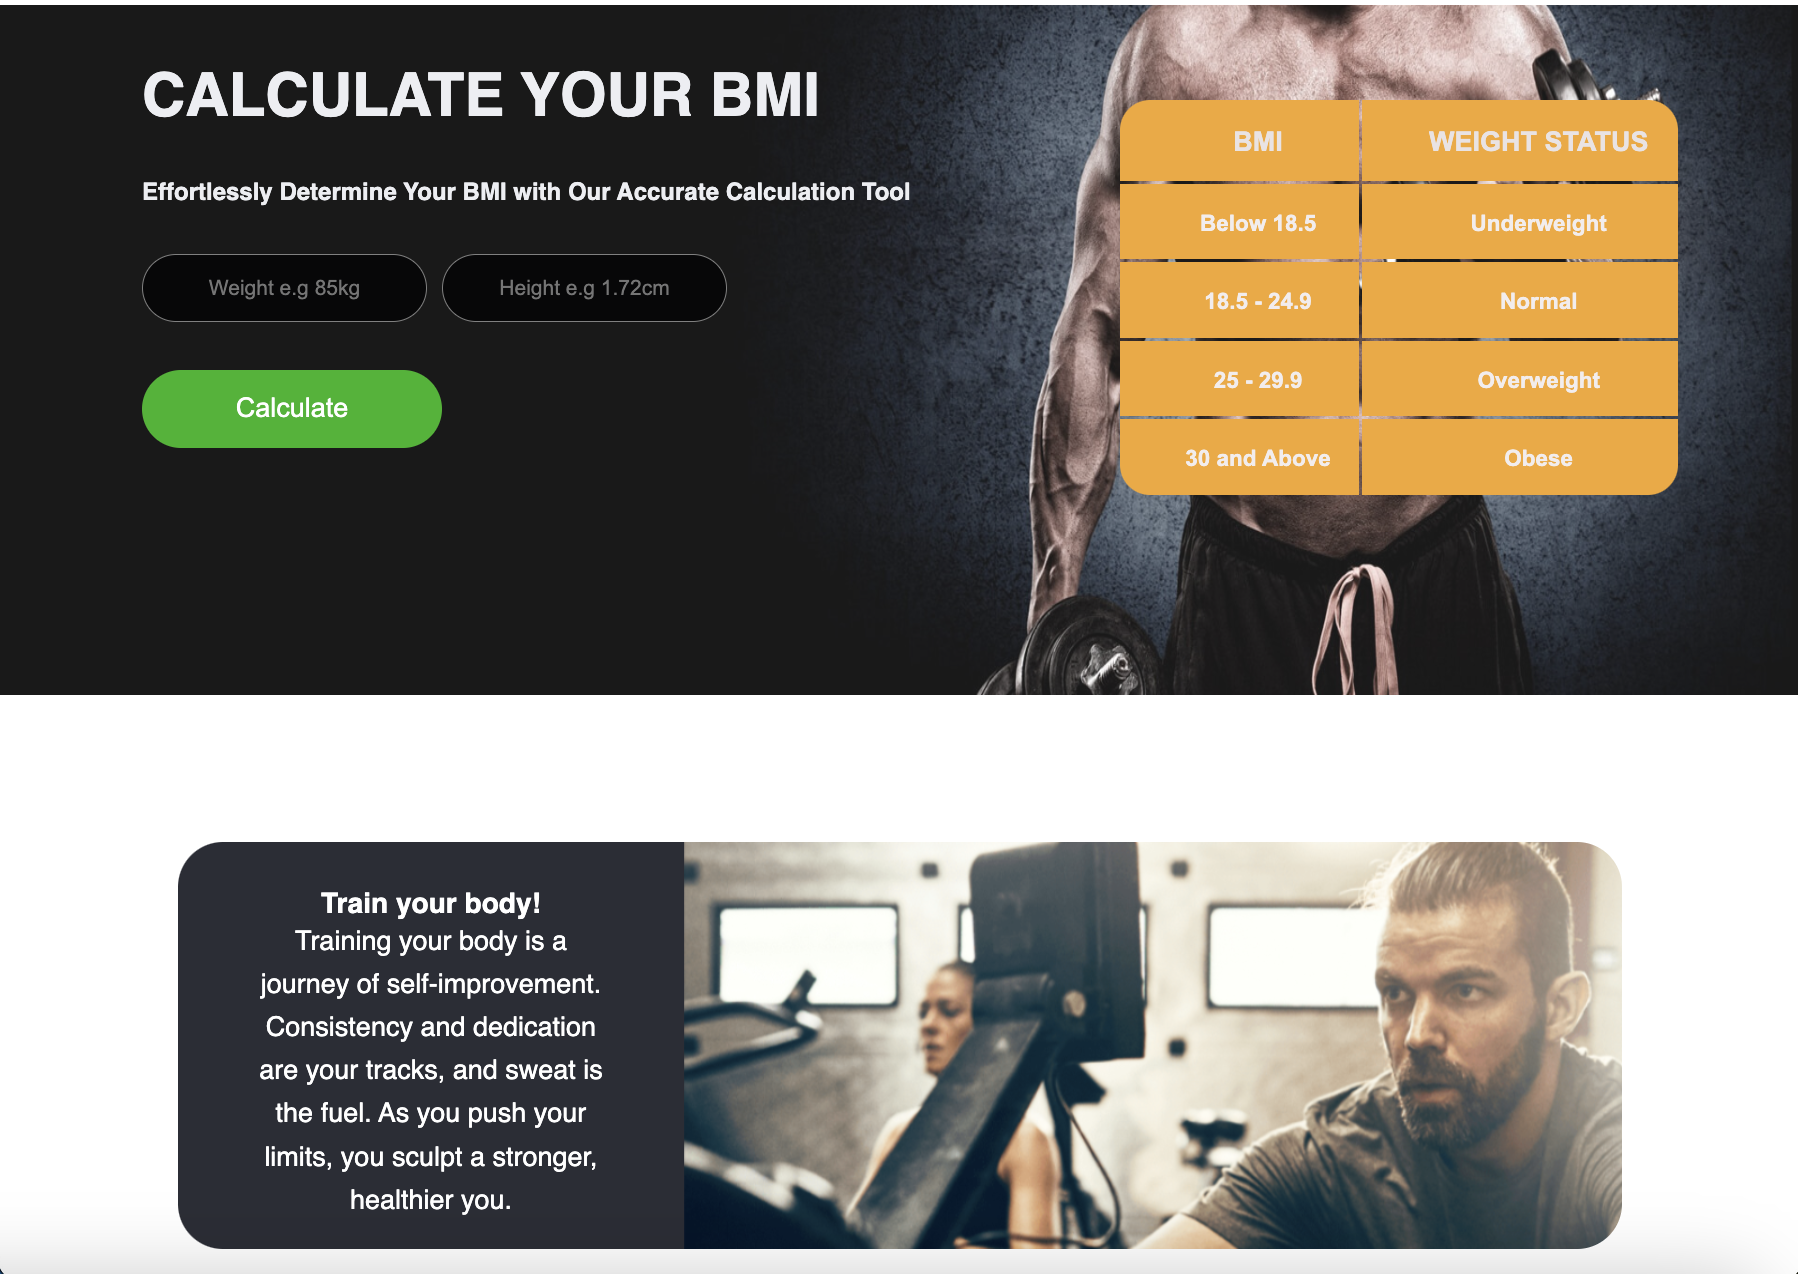 CALCULATE YOUR BMI
Effortlessly Determine Your BMI with Our Accurate Calculation Tool
Weight e.g 85kg
Height e.g 1.72cm
Calculate
BMI WEIGHT STATUS
Below 18.5 Underweight
18.5 - 24.9 Normal
25 - 29.9 Overweight
30 and Above Obese
Train your body!
Training your body is a
journey of self-improvement.
Consistency and dedication
are your tracks, and sweat is
the fuel. As you push your
limits, you sculpt a stronger,
healthier you.